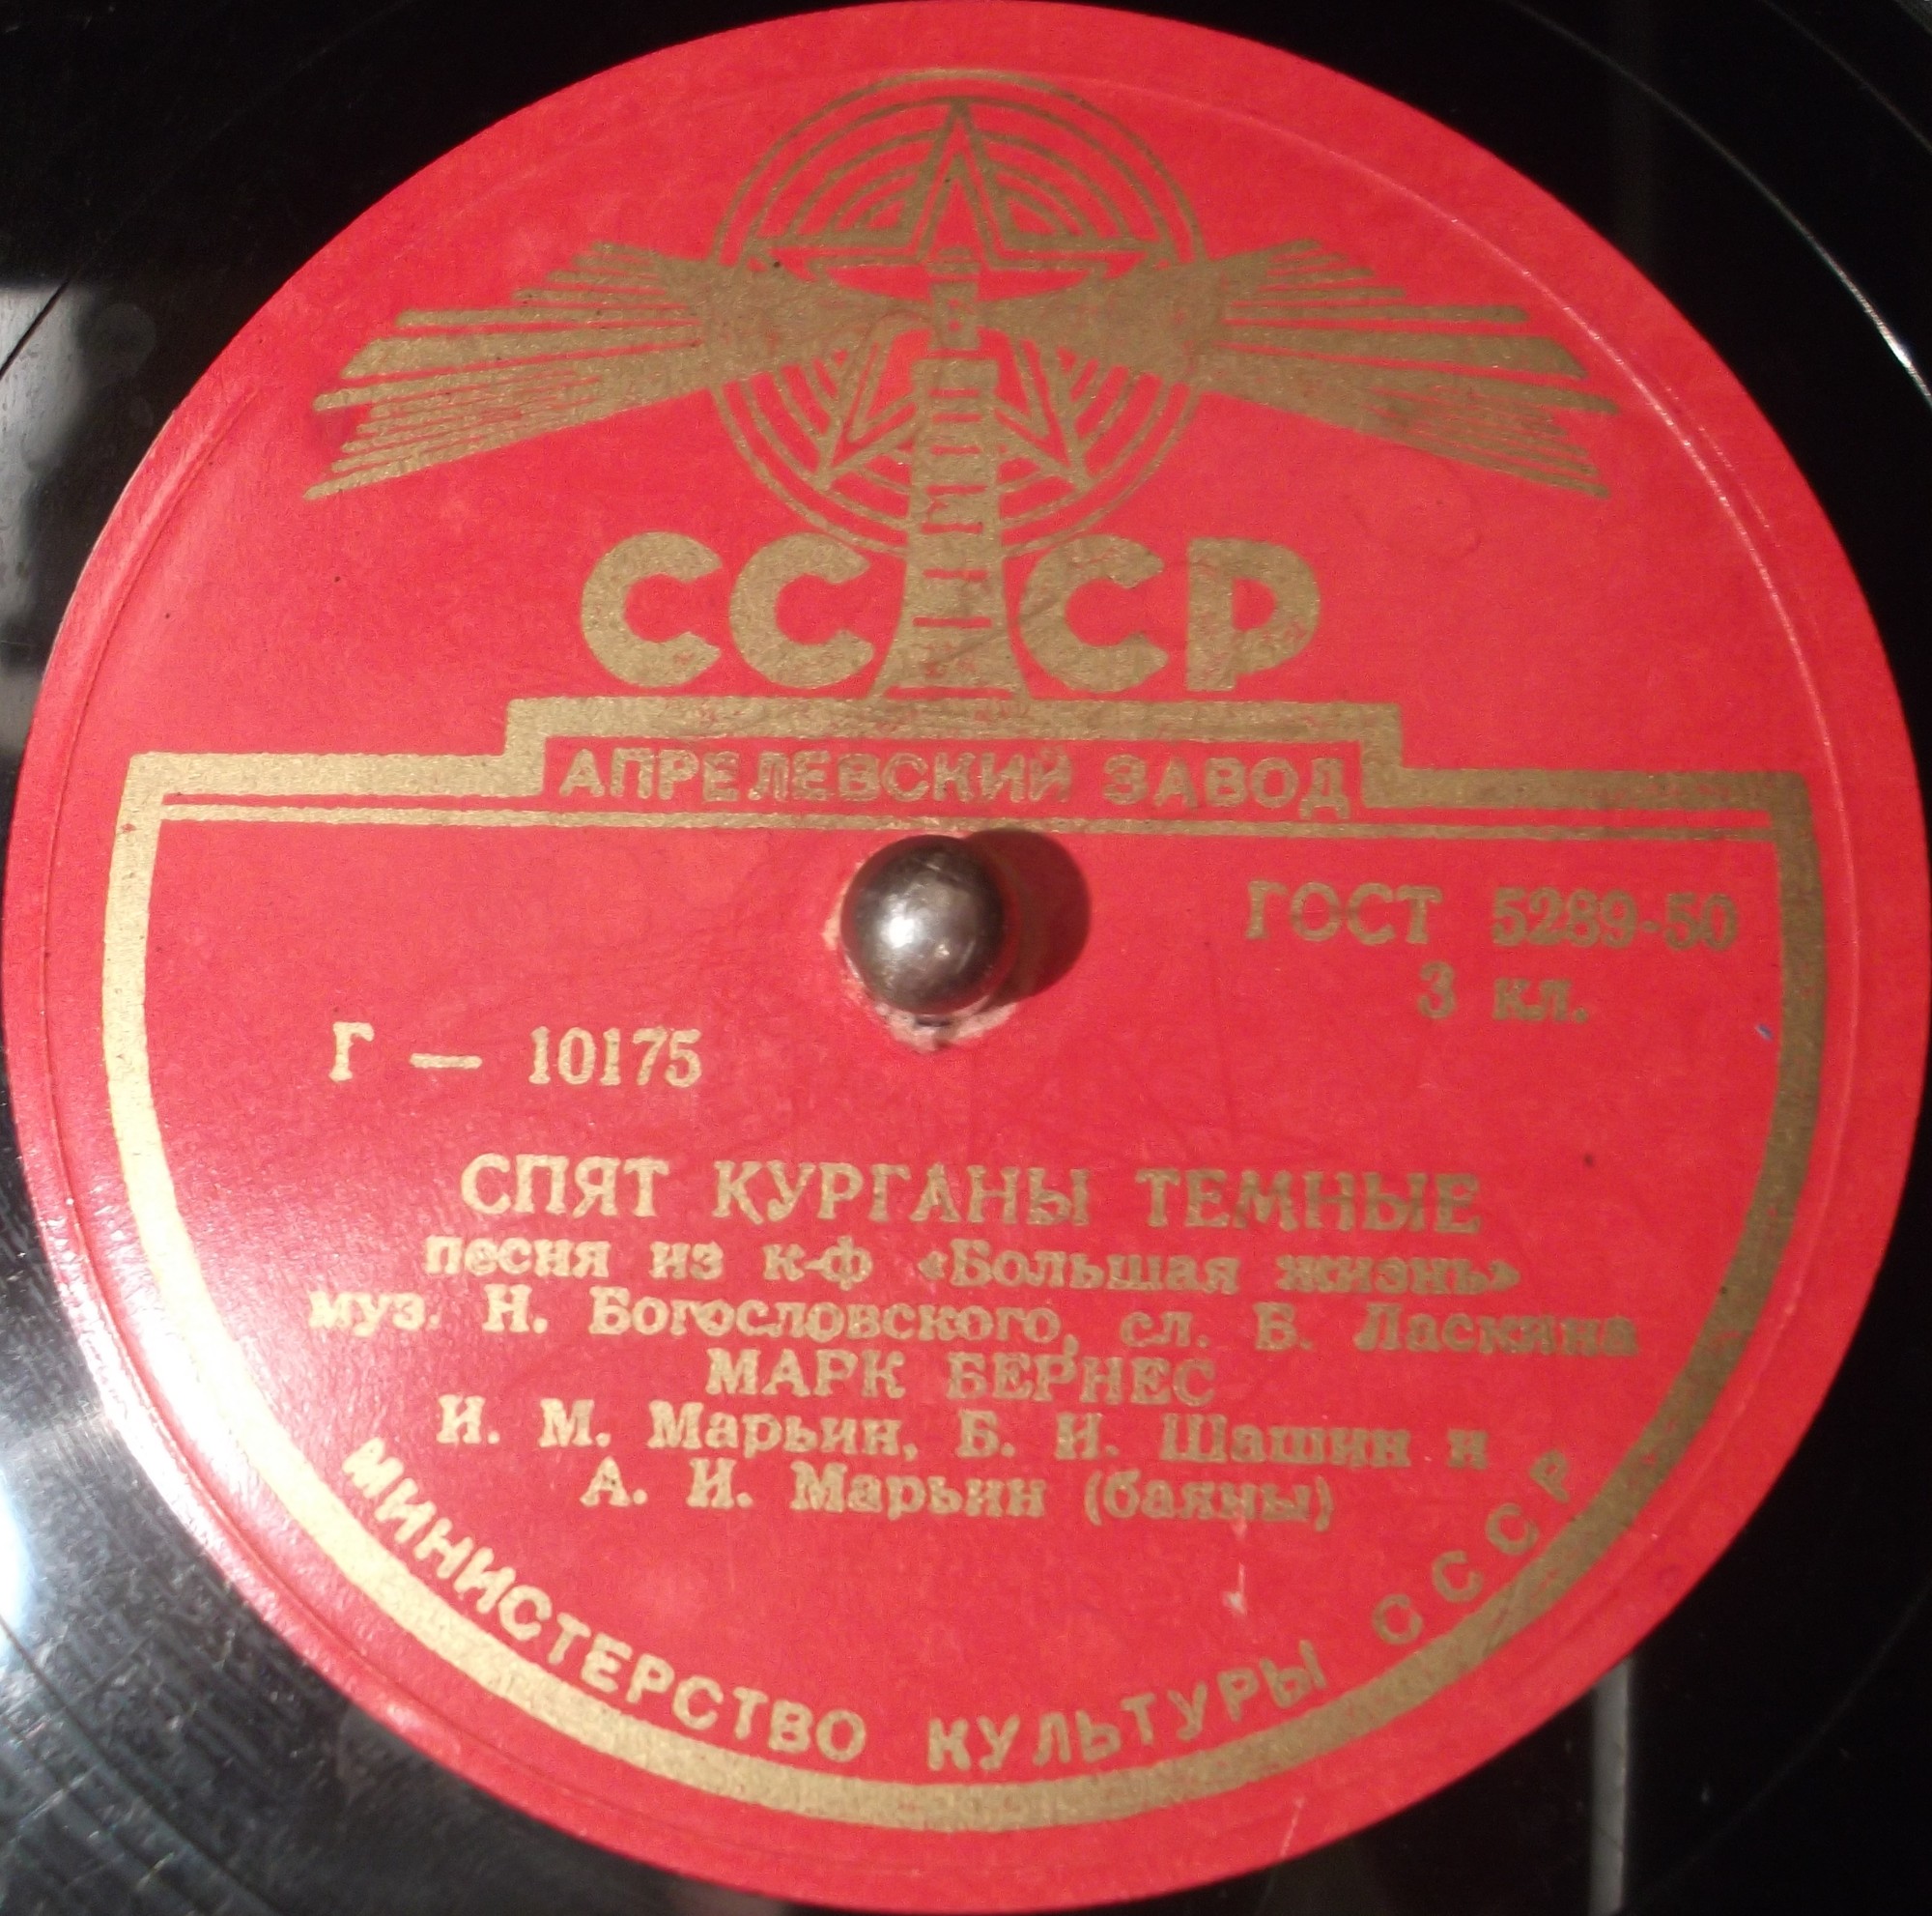 СССР
АПРЕЛЕВСКИЙ ЗАВОД
ГОСТ 5289-50
3 кл.
Г — 10175
СПЯТ КУРГАНЫ ТЕМНЫЕ
песня из к-ф «Большая жизнь»
муз. Н. Богословского, сл. Б. Ласкина
МАРК БЕРНЕС
И. М. Марьин, Б. И. Шашин и
А. И. Марьин (баяны)
МИНИСТЕРСТВО КУЛЬТУРЫ СССР